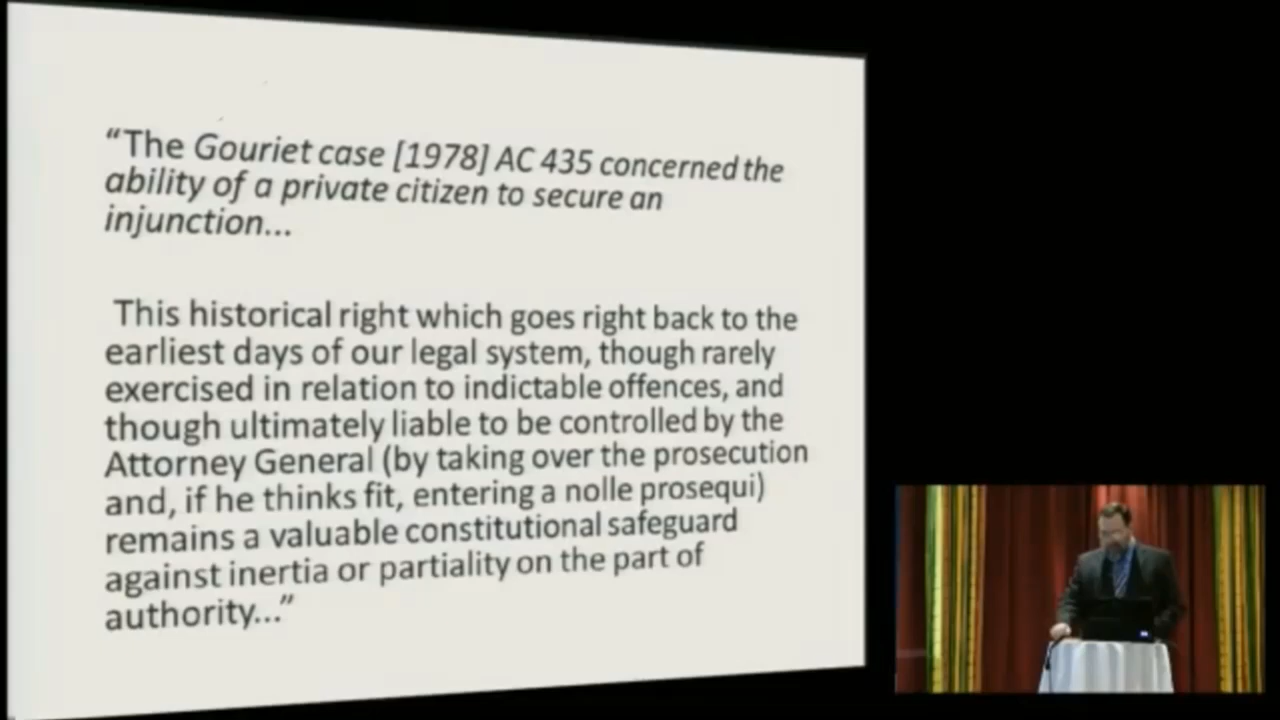 “The Gouriet case [1978] AC 435 concerned the
ability of a private citizen to secure an
injunction...
This historical right which goes right back to the
earliest days of our legal system, though rarely
exercised in relation to indictable offences, and
though ultimately liable to be controlled by the
Attorney General (by taking over the prosecution
and, if he thinks fit, entering a nolle prosequi)
remains a valuable constitutional safeguard
against inertia or partiality on the part of
authority...”